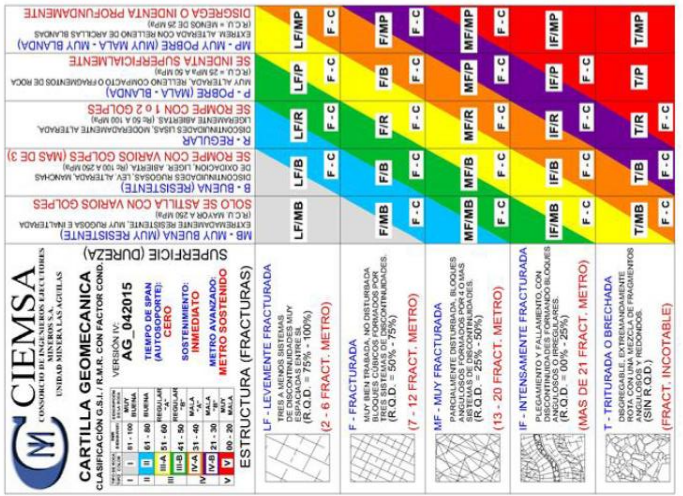 CIEMSA
CONSORCIO DE INGENIEROS EJECUTORES
MINEROS S.A.
UNIDAD MINERA LAS AGUILAS
CARTILLA GEOMECANICA
CLASIFICACIÓN G.S.I. / R.M.R. CON FACTOR COND.
VERSIÓN IV:
AG_042015
TIEMPO DE SPAN
(AUTOSOPORTE):
CERO
SOSTENIMIENTO:
INMEDIATO
METRO AVANZADO:
METRO SOSTENIDO
I 81 - 100 MUY BUENA
II 61 - 80 BUENA
III-A 51 - 60 REGULAR "A"
III-B 41 - 50 REGULAR "B"
IV-A 31 - 40 MALA "A"
IV-B 21 - 30 MALA "B"
V 00 - 20 MUY MALA
SUPERFICIE (DUREZA)
ESTRUCTURA (FRACTURAS)
MB - MUY BUENA (MUY RESISTENTE)
EXTREMADAMENTE RESISTENTE, MUY RUGOSA E INALTERADA
(RC.U. MAYOR A 250 MPa)
SOLO SE ASTILLA CON VARIOS GOLPES
B - BUENA (RESISTENTE)
DISCONTINUIDADES RUGOSAS, LEV. ALTERADA, MANCHAS
DE OXIDACION, LIGER. ABIERTA. (Rc 100 A 250 MPa)
SE ROMPE CON VARIOS GOLPES (MAS DE 3)
R - REGULAR
DISCONTINUIDADES LISAS, MODERADAMENTE ALTERADA,
LIGERAMENTE ABIERTAS. (Rc 50 A 100 MPa)
SE ROMPE CON 1 o 2 GOLPES
P - POBRE (MALA - BLANDA)
MUY ALTERADA, RELLENO COMPACTO O FRAGMENTOS DE ROCA
(R.C.U. = 25 MPa A 50 MPa)
SE INDENTA SUPERFICIALMENTE
MP - MUY POBRE (MUY MALA - MUY BLANDA)
EXTREM. ALTERADA CON RELLENO DE ARCILLAS BLANDAS
(R.C.U. = MENOS DE 25 MPa)
DISGREGA O INDENTA PROFUNDAMENTE
LF - LEVEMENTE FRACTURADA
TRES A MENOS SISTEMAS
DE DISCONTINUIDADES MUY
ESPACIADAS ENTRE SI.
(R.Q.D. = 75% - 100%)
(2 - 6 FRACT. METRO)
LF/MB
LF/B F - C
LF/R F - C
LF/P F - C
LF/MP F - C
F - FRACTURADA
MUY BIEN TRABADA, NO DISTURBADA
BLOQUES CÚBICOS FORMADOS POR
TRES SISTEMAS DE DISCONTINUIDADES.
(R.Q.D. = 50% - 75%)
(7 - 12 FRACT. METRO)
F/MB F - C
F/B F - C
F/R F - C
F/B F - C
F/MP F - C
MF - MUY FRACTURADA
PARCIALMENTE DISTURBADA, BLOQUES
ANGULOSOS FORMADOS POR 4 O MAS
SISTEMAS DE DISCONTINUIDADES.
(R.Q.D. = 25% - 50%)
(13 - 20 FRACT. METRO)
MF/MB F - C
MF/B F - C
MF/R F - C
MF/P F - C
MF/MP F - C
IF - INTENSAMENTE FRACTURADA
PLEGAMIENTO Y FALLAMIENTO, CON
DISCONTINUIDADES FORMANDO BLOQUES
ANGULOSOS O IRREGULARES.
(R.Q.D. = 00% - 25%)
(MAS DE 21 FRACT. METRO)
IF/MB F - C
IF/B F - C
IF/R F - C
IF/P F - C
IF/MP F - C
T - TRITURADA O BRECHADA
DISGREGABLE, EXTREMADAMENTE
ROTA CON UNA MEZCLA DE FRAGMENTOS
ANGULOSOS Y REDONDOS.
(SIN R.Q.D.)
(FRACT. INCOTABLE)
T/MB F - C
T/B F - C
T/R F - C
T/P F - C
T/MP F - C